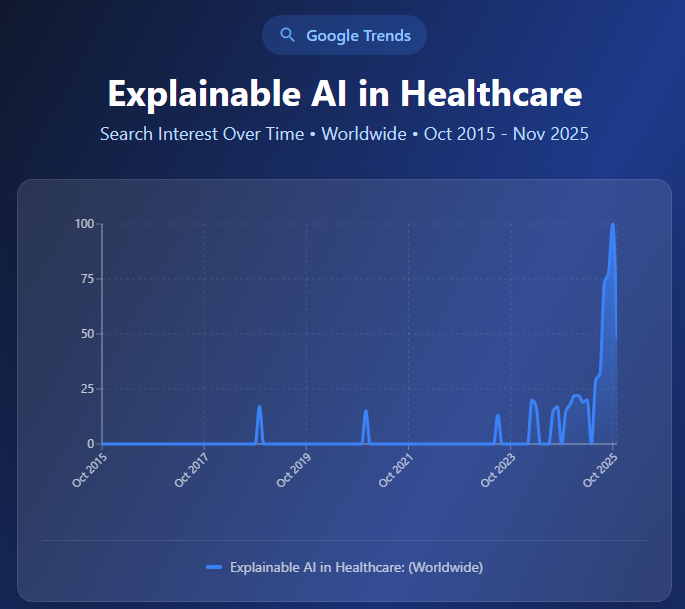 Google Trends
Explainable AI in Healthcare
Search Interest Over Time • Worldwide • Oct 2015 - Nov 2025
100
75
50
25
0
Oct 2015
Oct 2017
Oct 2019
Oct 2021
Oct 2023
Oct 2025
Explainable AI in Healthcare: (Worldwide)